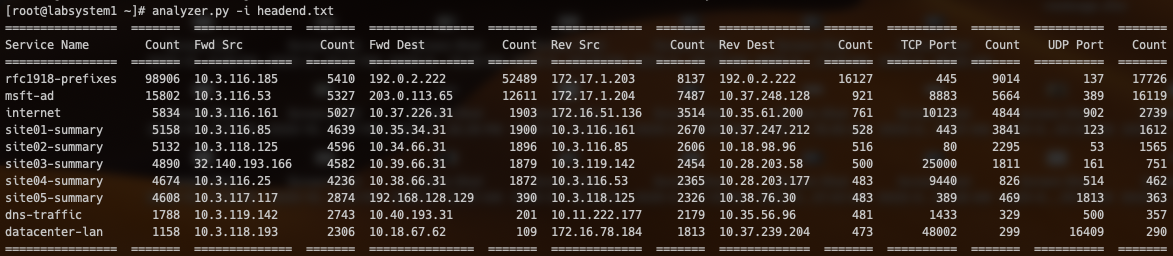 [root@labsystem1 ~]# analyzer.py -i headend.txt
Service Name Count Fwd Src Count Fwd Dest Count Rev Src Count Rev Dest Count TCP Port Count UDP Port Count
rfc1918-prefixes 98906 10.3.116.185 5410 192.0.2.222 52489 172.17.1.203 8137 192.0.2.222 16127 445 9014 137 17726
msft-ad 15802 10.3.116.53 5327 203.0.113.65 12611 172.17.1.204 7487 10.37.248.128 921 8883 5664 389 16119
internet 5834 10.3.116.161 5027 10.37.226.31 1903 172.16.51.136 3514 10.35.61.200 761 10123 4844 902 2739
site01-summary 5158 10.3.116.85 4639 10.35.34.31 1900 10.3.116.161 2670 10.37.247.212 528 443 3841 123 1612
site02-summary 5132 10.3.118.125 4596 10.34.66.31 1896 10.3.116.85 2606 10.18.98.96 516 80 2295 53 1565
site03-summary 4890 32.140.193.166 4582 10.39.66.31 1879 10.3.119.142 2454 10.28.203.58 500 25000 1811 161 751
site04-summary 4674 10.3.116.25 4236 10.38.66.31 1872 10.3.116.53 2365 10.28.203.177 483 9440 826 514 462
site05-summary 4608 10.3.117.117 2874 192.168.128.129 390 10.3.118.125 2326 10.38.76.30 483 389 469 1813 363
dns-traffic 1788 10.3.119.142 2743 10.40.193.31 201 10.11.222.177 2179 10.35.56.96 481 1433 329 500 357
datacenter-lan 1158 10.3.118.193 2306 10.18.67.62 109 172.16.78.184 1813 10.37.239.204 473 48002 299 16409 290